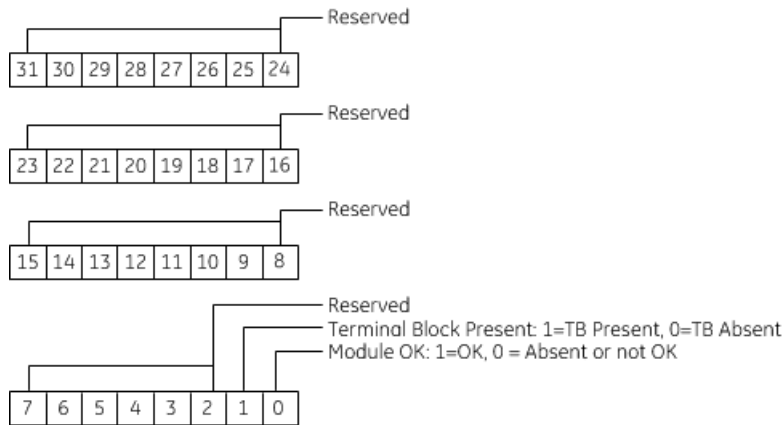 Reserved
31 30 29 28 27 26 25 24
Reserved
23 22 21 20 19 18 17 16
Reserved
15 14 13 12 11 10 9 8
Reserved
Terminal Block Present: 1=TB Present, 0=TB Absent
Module OK: 1=OK, 0 = Absent or not OK
7 6 5 4 3 2 1 0